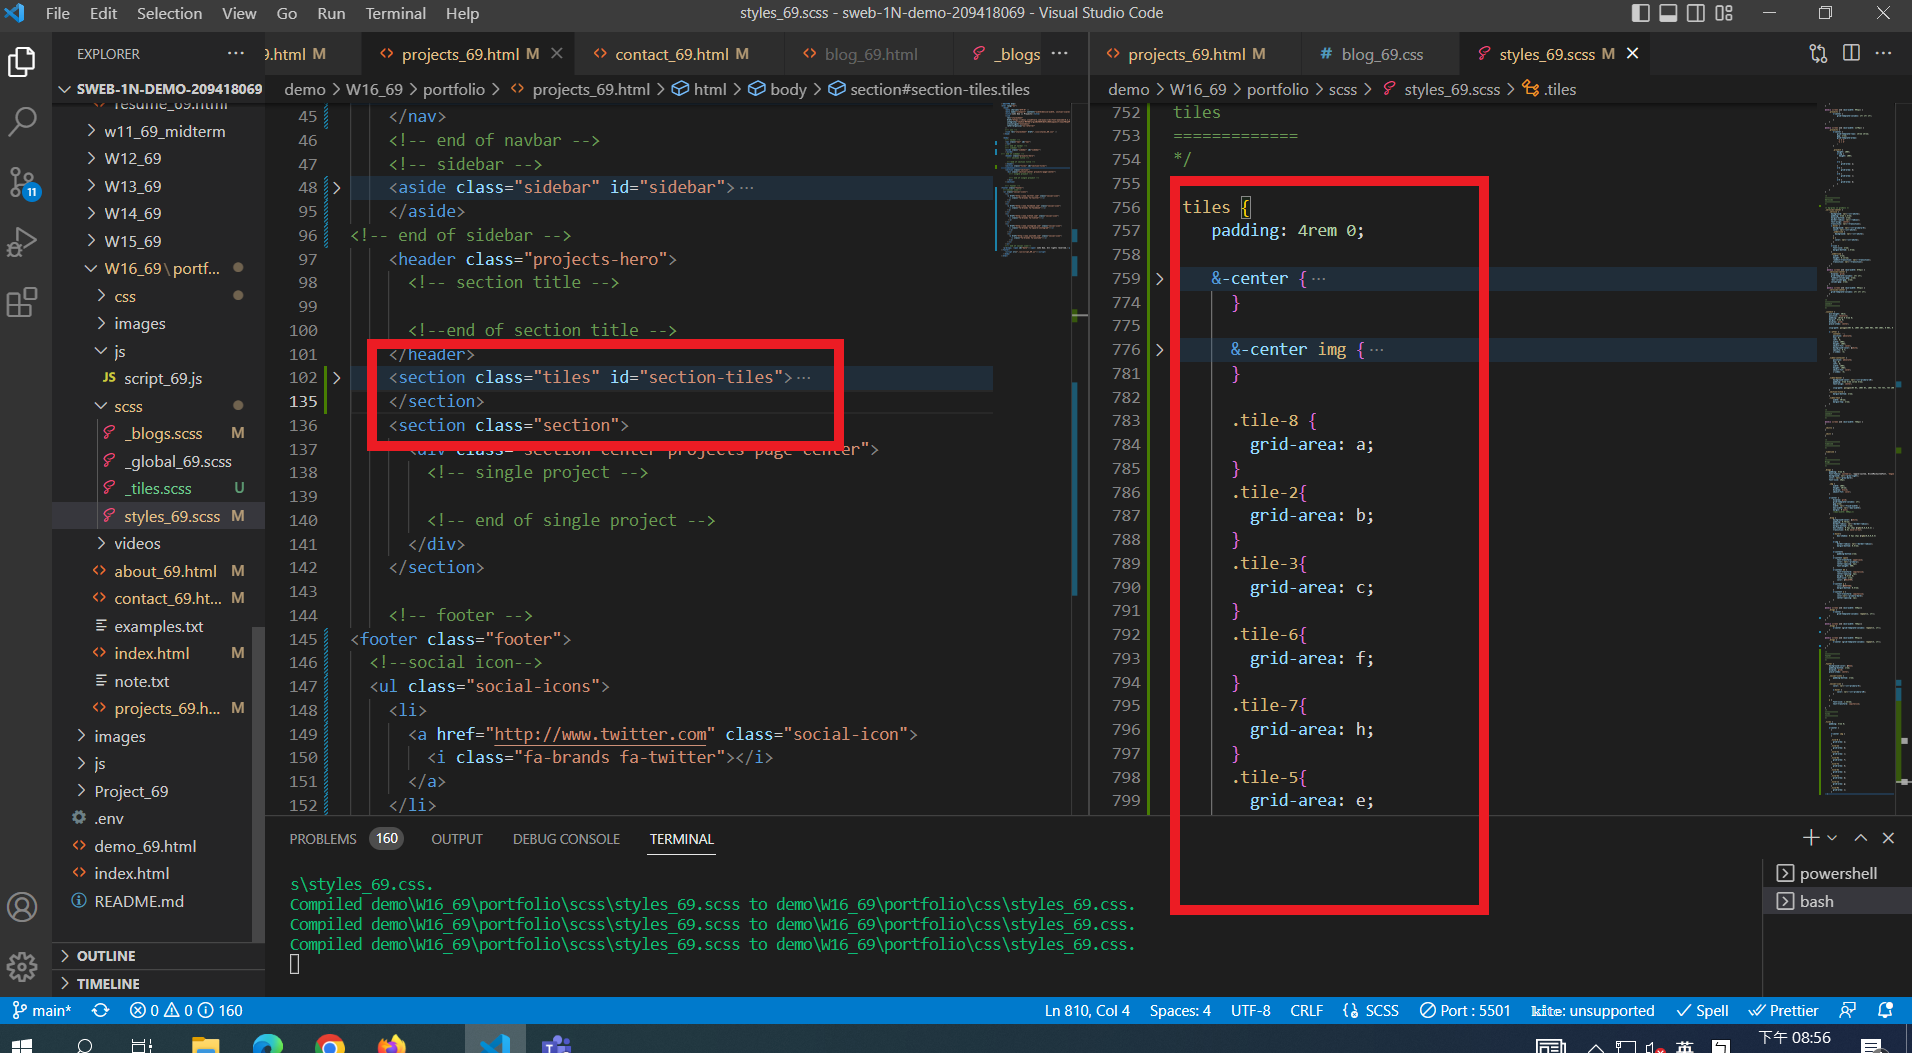 File Edit Selection View Go Run Terminal Help
styles_69.scss - sweb-1N-demo-209418069 - Visual Studio Code
EXPLORER
SWEB-1N-DEMO-209418069
resume_69.html
w11_69_midterm
W12_69
W13_69
W14_69
W15_69
W16_69\portf...
css
images
js
JS script_69.js
scss
_blogs.scss M
_global_69.scss
_tiles.scss U
styles_69.scss M
videos
about_69.html M
contact_69.ht... M
examples.txt
index.html M
note.txt
projects_69.h... M
images
js
Project_69
.env
demo_69.html
index.html
README.md
OUTLINE
TIMELINE
11
9.html M projects_69.html M contact_69.html M blog_69.html _blogs
demo > W16_69 > portfolio > projects_69.html > html > body > section#section-tiles.tiles
45 </nav>
46 <!-- end of navbar -->
47 <!-- sidebar -->
48 <aside class="sidebar" id="sidebar">...
95 </aside>
96 <!-- end of sidebar -->
97 <header class="projects-hero">
98 <!-- section title -->
99
100 <!--end of section title -->
101 </header>
102 <section class="tiles" id="section-tiles">...
135 </section>
136 <section class="section">
137 <div class="section-center projects-page-center">
138 <!-- single project -->
139
140 <!-- end of single project -->
141 </div>
142 </section>
143
144 <!-- footer -->
145 <footer class="footer">
146 <!--social icon-->
147 <ul class="social-icons">
148 <li>
149 <a href="http://www.twitter.com" class="social-icon">
150 <i class="fa-brands fa-twitter"></i>
151 </a>
152 </li>
projects_69.html M blog_69.css styles_69.scss M
demo > W16_69 > portfolio > scss > styles_69.scss > .tiles
752 tiles
753 =============
754 */
755
756 tiles {
757 padding: 4rem 0;
758
759 &-center {...
774 }
775
776 &-center img {...
781 }
782
783 .tile-8 {
784 grid-area: a;
785 }
786 .tile-2{
787 grid-area: b;
788 }
789 .tile-3{
790 grid-area: c;
791 }
792 .tile-6{
793 grid-area: f;
794 }
795 .tile-7{
796 grid-area: h;
797 }
798 .tile-5{
799 grid-area: e;
PROBLEMS 160 OUTPUT DEBUG CONSOLE TERMINAL
s\styles_69.css.
Compiled demo\W16_69\portfolio\scss\styles_69.scss to demo\W16_69\portfolio\css\styles_69.css.
Compiled demo\W16_69\portfolio\scss\styles_69.scss to demo\W16_69\portfolio\css\styles_69.css.
Compiled demo\W16_69\portfolio\scss\styles_69.scss to demo\W16_69\portfolio\css\styles_69.css.
powershell
bash
main* 0 0 160 Ln 810, Col 4 Spaces: 4 UTF-8 CRLF SCSS Port : 5501 kite: unsupported Spell Prettier
英
下午 08:56